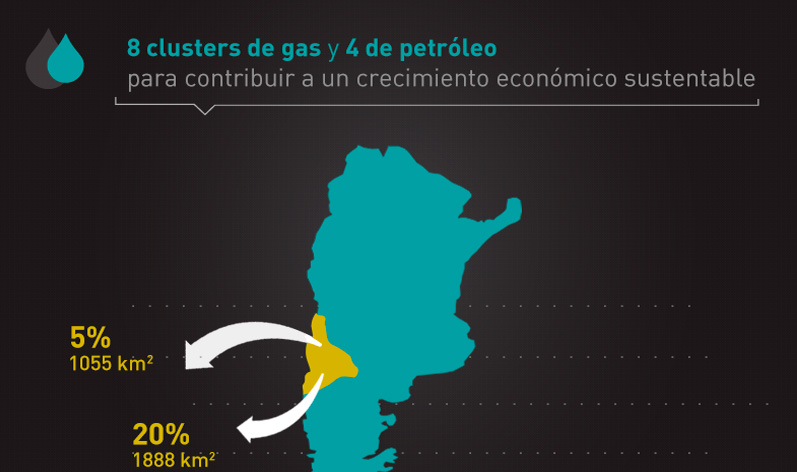 8 clusters de gas y 4 de petróleo
para contribuir a un crecimiento económico sustentable
5%
1055 km²
20%
1888 km²